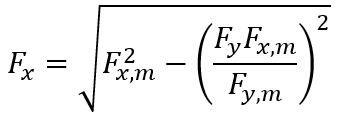 $F_x = \sqrt{F_{x,m}^2 - \left(\frac{F_y F_{x,m}}{F_{y,m}}\right)^2}$